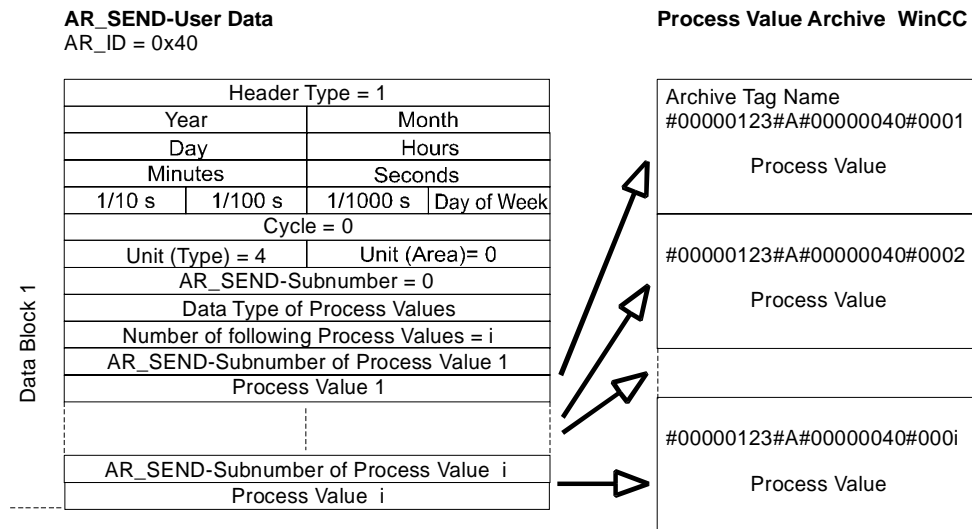 AR_SEND-User Data
AR_ID = 0x40
Header Type = 1
Year Month
Day Hours
Minutes Seconds
1/10 s 1/100 s 1/1000 s Day of Week
Cycle = 0
Unit (Type) = 4 Unit (Area)= 0
AR_SEND-Subnumber = 0
Data Type of Process Values
Number of following Process Values = i
AR_SEND-Subnumber of Process Value 1
Process Value 1
AR_SEND-Subnumber of Process Value i
Process Value i
Data Block 1
Process Value Archive WinCC
Archive Tag Name
#00000123#A#00000040#0001
Process Value
#00000123#A#00000040#0002
Process Value
#00000123#A#00000040#000i
Process Value